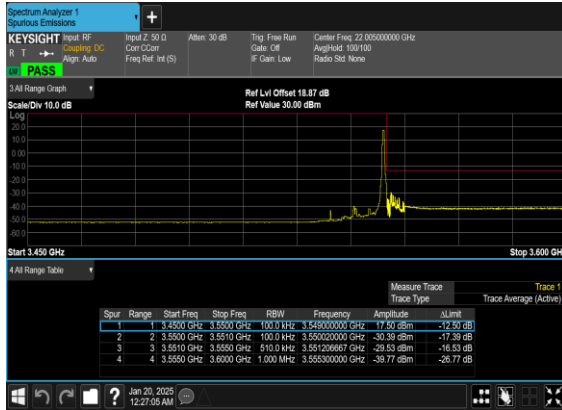 Spectrum Analyzer 1
Spurious Emissions
+
KEYSIGHT Input: RF Input Z: 50 Ω Atten: 30 dB Trig: Free Run Center Freq: 22.005000000 GHz
R T Coupling: DC Corr CCorr Gate: Off Avg|Hold: 100/100
Align: Auto Freq Ref: Int (S) IF Gain: Low Radio Std: None
PASS
3 All Range Graph Ref Lvl Offset 18.87 dB
Scale/Div 10.0 dB Ref Value 30.00 dBm
Log
20.0
10.0
0.00
-10.0
-20.0
-30.0
-40.0
-50.0
-60.0
Start 3.450 GHz Stop 3.600 GH
4 All Range Table
Measure Trace Trace 1
Trace Type Trace Average (Active)
Spur Range Start Freq Stop Freq RBW Frequency Amplitude ΔLimit
1 1 3.4500 GHz 3.5500 GHz 100.0 kHz 3.549000000 GHz 17.50 dBm -12.50 dB
2 2 3.5500 GHz 3.5510 GHz 100.0 kHz 3.550020000 GHz -30.39 dBm -17.39 dB
3 3 3.5510 GHz 3.5550 GHz 510.0 kHz 3.551206667 GHz -29.53 dBm -16.53 dB
4 4 3.5550 GHz 3.6000 GHz 1.000 MHz 3.555300000 GHz -39.77 dBm -26.77 dB
? Jan 20, 2025
12:27:05 AM